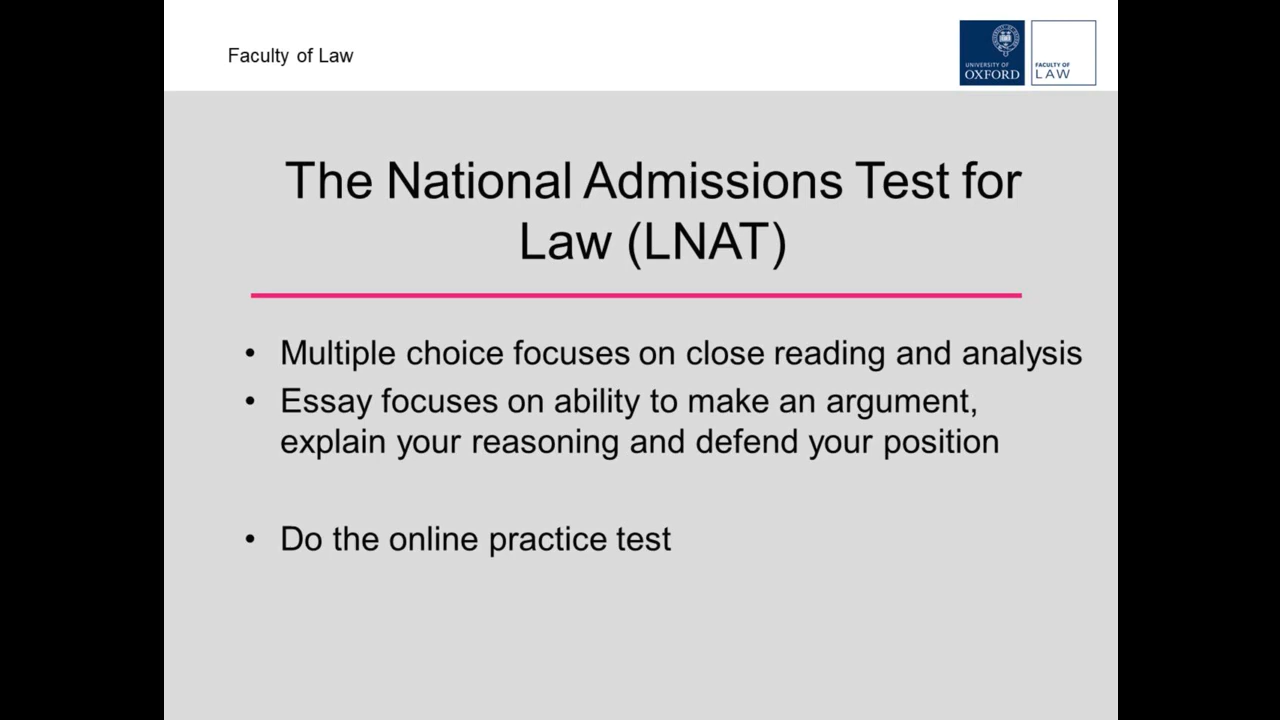 Faculty of Law
UNIVERSITY OF
OXFORD
FACULTY OF
LAW
The National Admissions Test for
Law (LNAT)
• Multiple choice focuses on close reading and analysis
• Essay focuses on ability to make an argument,
explain your reasoning and defend your position
• Do the online practice test